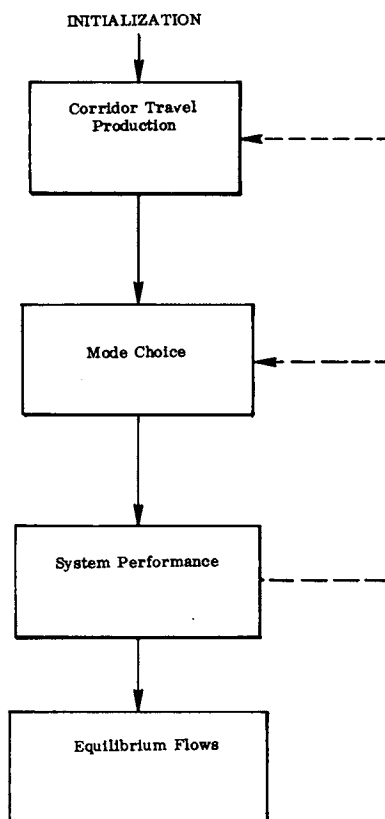 INITIALIZATION
Corridor Travel
Production
Mode Choice
System Performance
Equilibrium Flows